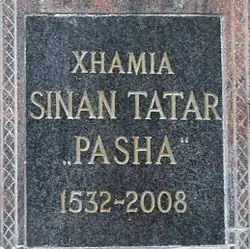 XHAMIA
SINAN TATAR
„PASHA“
1532-2008